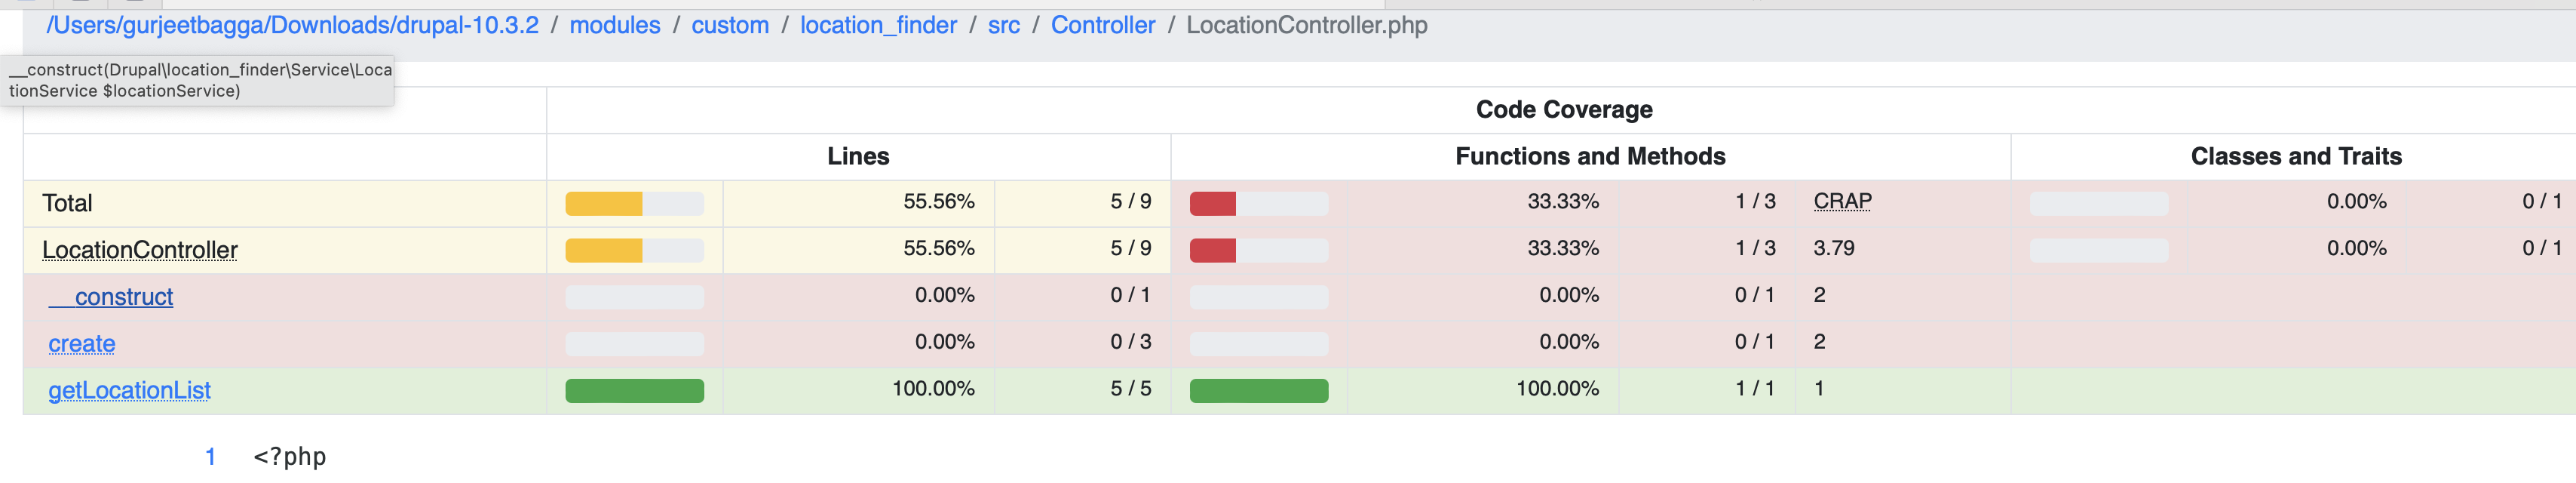 /Users/gurjeetbagga/Downloads/drupal-10.3.2 / modules / custom / location_finder / src / Controller / LocationController.php
__construct(Drupal\location_finder\Service\Loca
tionService $locationService)
Code Coverage
Lines Functions and Methods Classes and Traits
Total 55.56% 5 / 9 33.33% 1 / 3 CRAP 0.00% 0 / 1
LocationController 55.56% 5 / 9 33.33% 1 / 3 3.79 0.00% 0 / 1
__construct 0.00% 0 / 1 0.00% 0 / 1 2
create 0.00% 0 / 3 0.00% 0 / 1 2
getLocationList 100.00% 5 / 5 100.00% 1 / 1 1
1 <?php